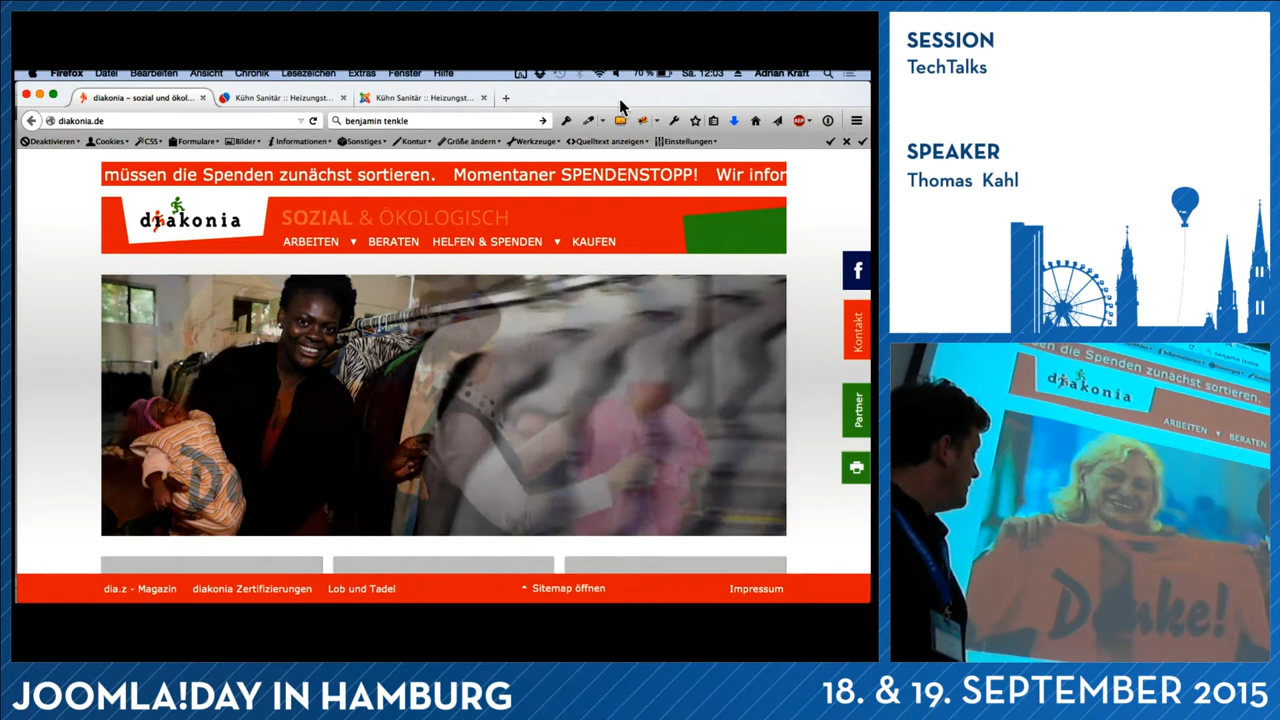 Firefox Datei Bearbeiten Ansicht Chronik Lesezeichen Extras Fenster Hilfe 70 % Sa. 12:03 Adrian Kraft
diakonia – sozial und ökol... Kühn Sanitär :: Heizungst... Kühn Sanitär :: Heizungst...
diakonia.de benjamin tenkle
Deaktivieren Cookies CSS Formulare Bilder Informationen Sonstiges Kontur Größe ändern Werkzeuge Quelltext anzeigen Einstellungen
müssen die Spenden zunächst sortieren. Momentaner SPENDENSTOPP! Wir infor
diakonia SOZIAL & ÖKOLOGISCH
ARBEITEN BERATEN HELFEN & SPENDEN KAUFEN
f
Kontakt
Partner
dia.z - Magazin diakonia Zertifizierungen Lob und Tadel Sitemap öffnen Impressum
SESSION
TechTalks
SPEAKER
Thomas Kahl
en die Spenden zunächst sortieren.
diakonia
ARBEITEN BERATEN
Danke!
JOOMLA!DAY IN HAMBURG
18. & 19. SEPTEMBER 2015